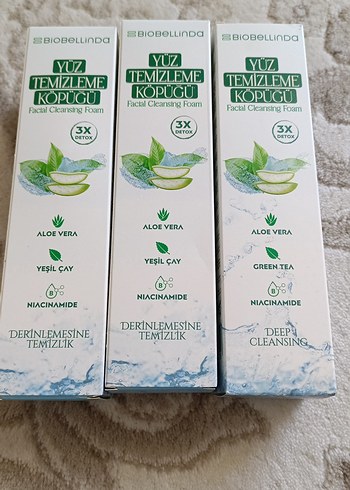 BIOBELLINDA
YÜZ
TEMİZLEME
KÖPÜĞÜ
Facial Cleansing Foam
3X
DETOX
ALOE VERA
YEŞİL ÇAY
B
NIACINAMIDE
DERİNLEMESİNE
TEMİZLİK
BIOBELLINDA
YÜZ
TEMİZLEME
KÖPÜĞÜ
Facial Cleansing Foam
3X
DETOX
ALOE VERA
YEŞİL ÇAY
B
NIACINAMIDE
DERİNLEMESİNE
TEMİZLİK
BIOBELLINDA
YÜZ
TEMİZLEME
KÖPÜĞÜ
Facial Cleansing Foam
3X
DETOX
ALOE VERA
GREEN TEA
B
NIACINAMIDE
DEEP
CLEANSING